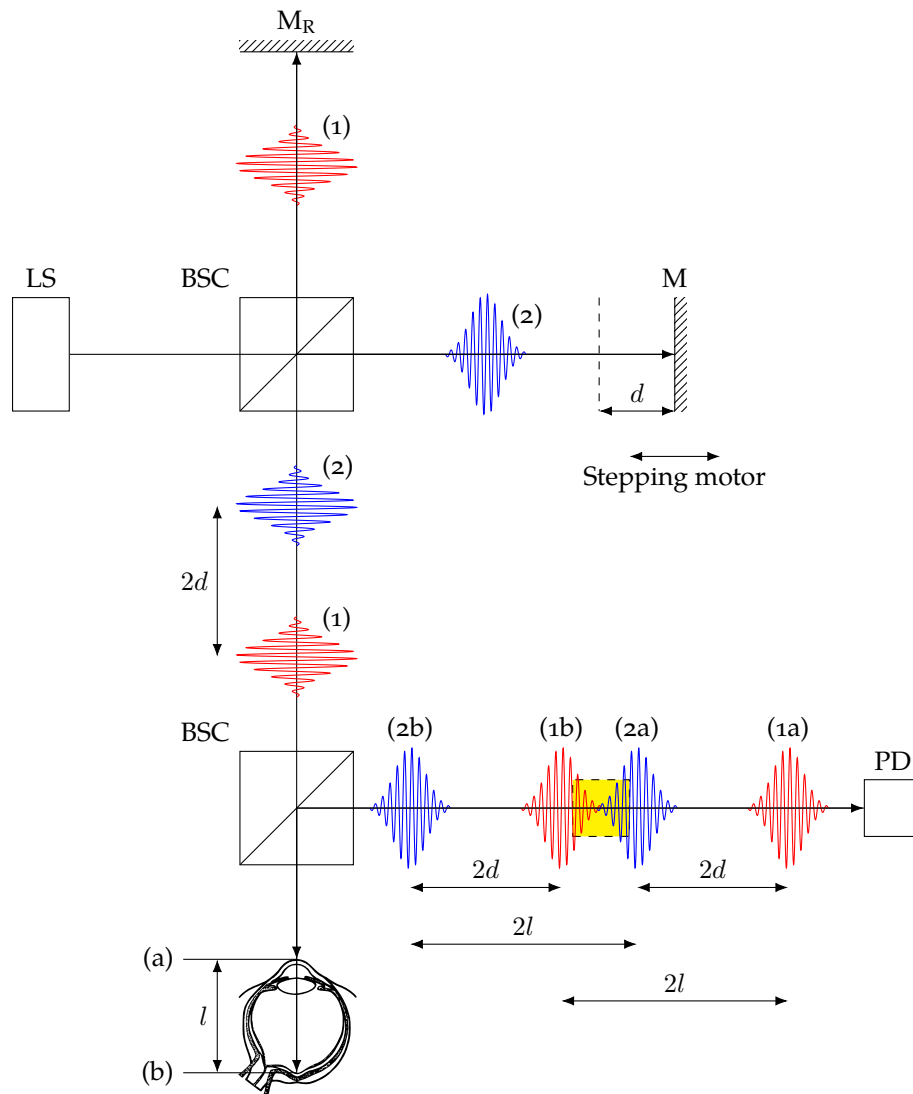 M_R
(1)
LS
BSC
M
(2)
d
Stepping motor
(2)
2d
(1)
BSC
(2b)
(1b)
(2a)
(1a)
PD
2d
2d
2l
(a)
2l
l
(b)